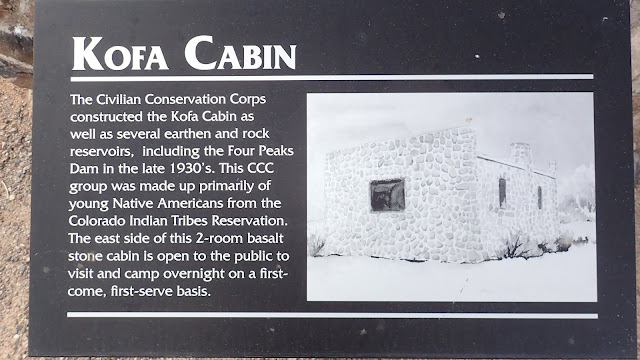 KOFA CABIN
The Civilian Conservation Corps
constructed the Kofa Cabin as
well as several earthen and rock
reservoirs, including the Four Peaks
Dam in the late 1930's. This CCC
group was made up primarily of
young Native Americans from the
Colorado Indian Tribes Reservation.
The east side of this 2-room basalt
stone cabin is open to the public to
visit and camp overnight on a first-
come, first-serve basis.